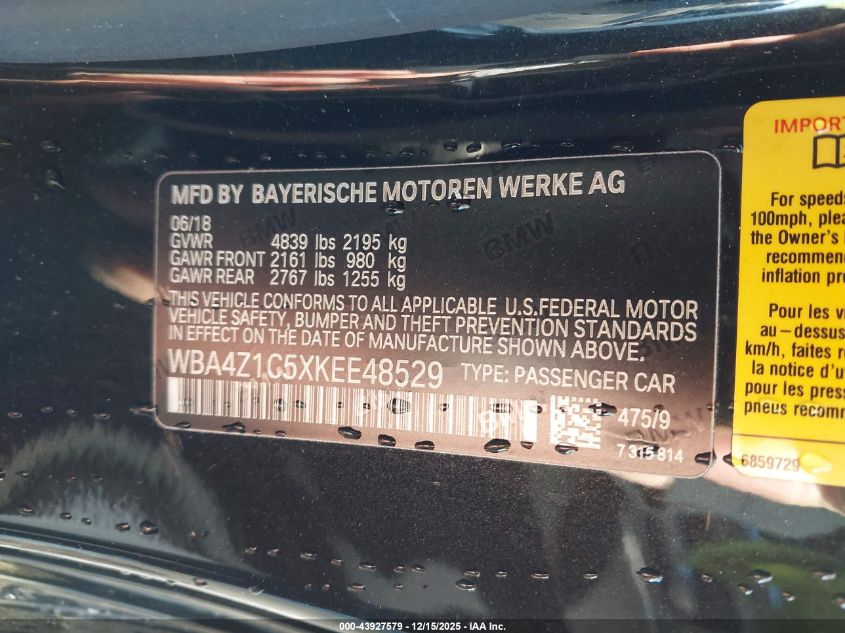 MFD BY BAYERISCHE MOTOREN WERKE AG
06/18
GVWR 4839 lbs 2195 kg
GAWR FRONT 2161 lbs 980 kg
GAWR REAR 2767 lbs 1255 kg
THIS VEHICLE CONFORMS TO ALL APPLICABLE U.S.FEDERAL MOTOR
VEHICLE SAFETY, BUMPER AND THEFT PREVENTION STANDARDS
IN EFFECT ON THE DATE OF MANUFACTURE SHOWN ABOVE.
WBA4Z1C5XKEE48529 TYPE: PASSENGER CAR
475/9
7 315 814
BMW
BMW
IMPORT
For speeds
100mph, plea
the Owner's
recommen
inflation pr
Pour les v
au-dessus
km/h, faites r
la notice d'u
pour les press
pneus recomm
6859729
000-43927579 - 12/15/2025 - IAA Inc.